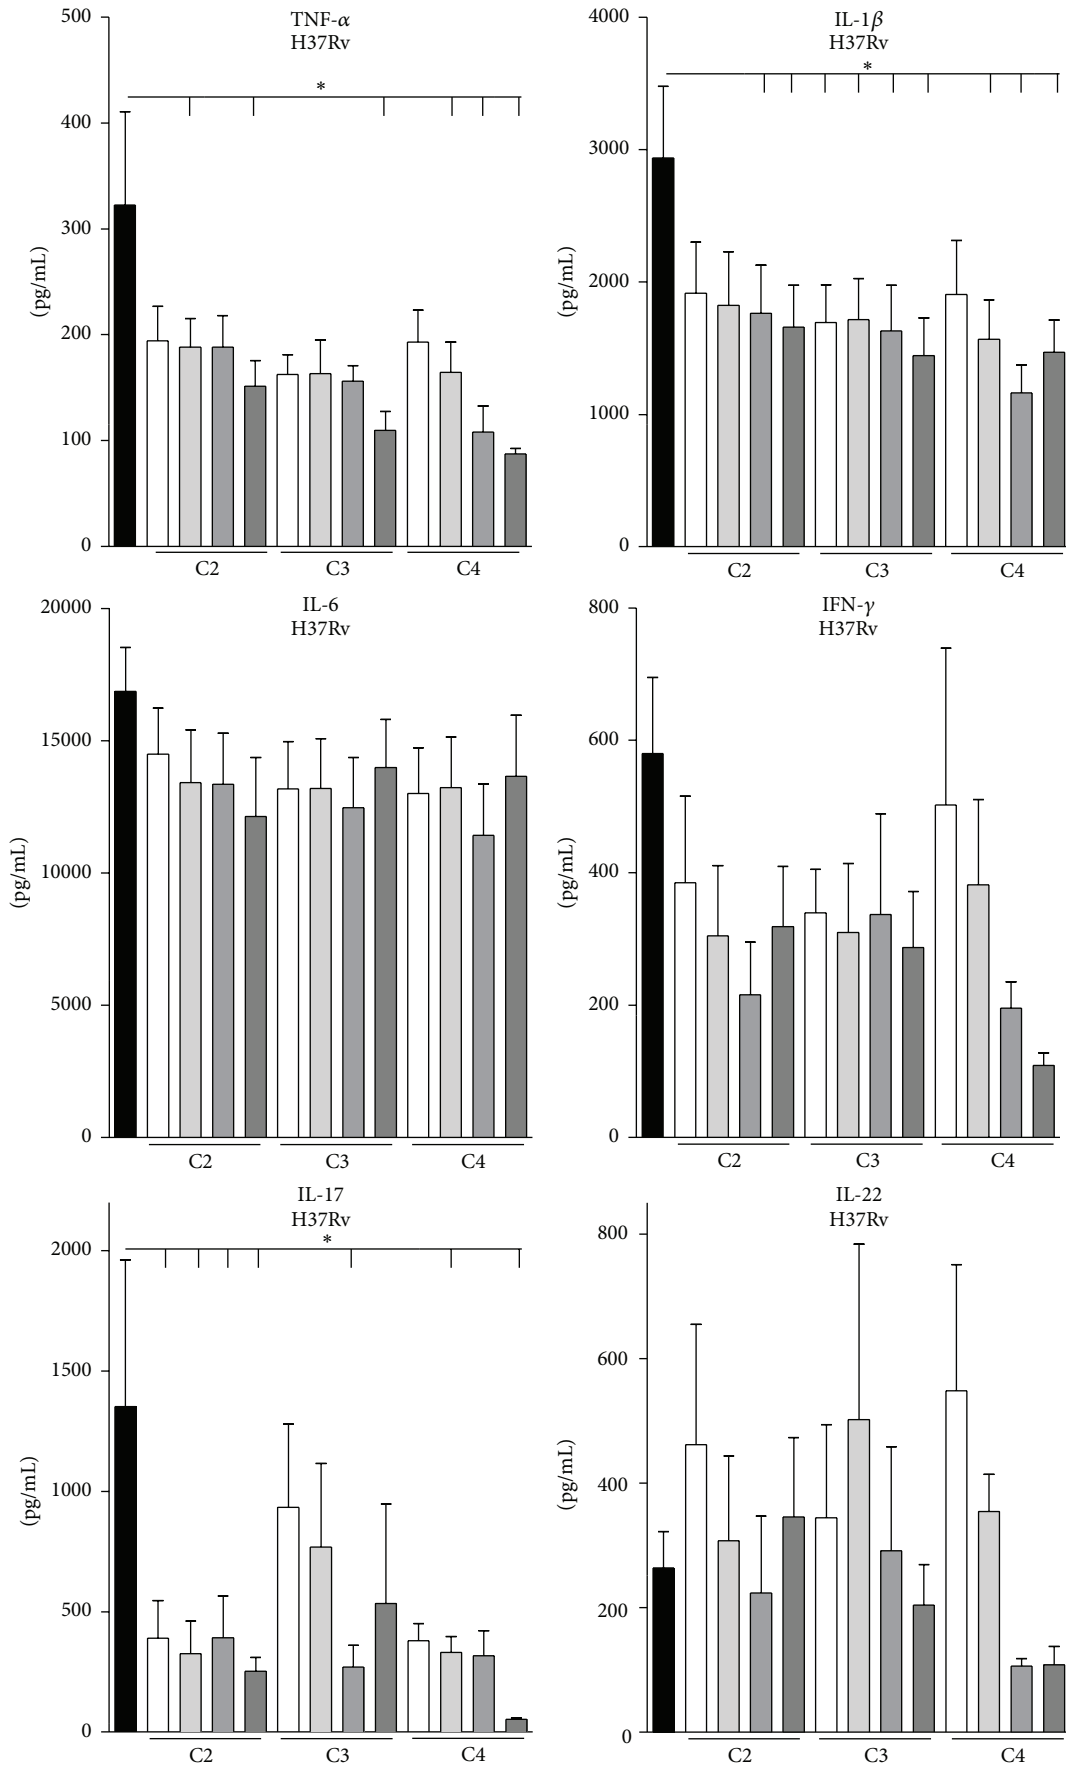 TNF-α
H37Rv
*
500
400
300
200
100
0
(pg/mL)
C2
C3
C4
IL-1β
H37Rv
*
4000
3000
2000
1000
0
(pg/mL)
C2
C3
C4
IL-6
H37Rv
20000
15000
10000
5000
0
(pg/mL)
C2
C3
C4
IFN-γ
H37Rv
800
600
400
200
0
(pg/mL)
C2
C3
C4
IL-17
H37Rv
*
2000
1500
1000
500
0
(pg/mL)
C2
C3
C4
IL-22
H37Rv
800
600
400
200
0
(pg/mL)
C2
C3
C4